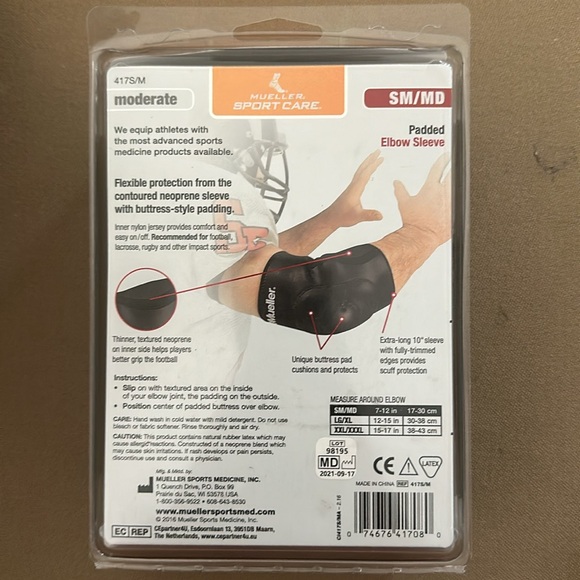 417S/M
moderate
MUELLER®
SPORT CARE®
SM/MD
Padded
Elbow Sleeve
We equip athletes with
the most advanced sports
medicine products available.
Flexible protection from the
contoured neoprene sleeve
with buttress-style padding.
Inner nylon jersey provides comfort and
easy on/off. Recommended for football,
lacrosse, rugby and other impact sports.
Mueller
Thinner, textured neoprene
on inner side helps players
better grip the football
Unique buttress pad
cushions and protects
Extra-long 10" sleeve
with fully-trimmed
edges provides
scuff protection
Instructions:
• Slip on with textured area on the inside
of your elbow joint, the padding on the outside.
• Position center of padded buttress over elbow.
CARE: Hand wash in cold water with mild detergent. Do not use
bleach or fabric softener. Rinse thoroughly and air dry.
CAUTION: This product contains natural rubber latex which may
cause allergic reactions. Constructed of a neoprene blend which
may cause skin irritations. If rash develops or pain persists,
discontinue use and consult a physician.
MEASURE AROUND ELBOW
SM/MD 7-12 in 17-30 cm
LG/XL 12-15 in 30-38 cm
XXL/XXXL 15-17 in 38-43 cm
LOT
98195
MD
2021-09-17
CE
LATEX
MADE IN CHINA REF 417S/M
Mfg. & Mktd. by:
MUELLER SPORTS MEDICINE, INC.
1 Quench Drive, P.O. Box 99
Prairie du Sac, WI 53578 USA
1-800-356-9522 • 608-643-8530
www.muellersportsmed.com
© 2016 Mueller Sports Medicine, Inc.
EC REP
CEpartner4U, Esdoornlaan 13, 3951DB Maarn,
The Netherlands, www.cepartner4u.eu
0 74676 41708 0